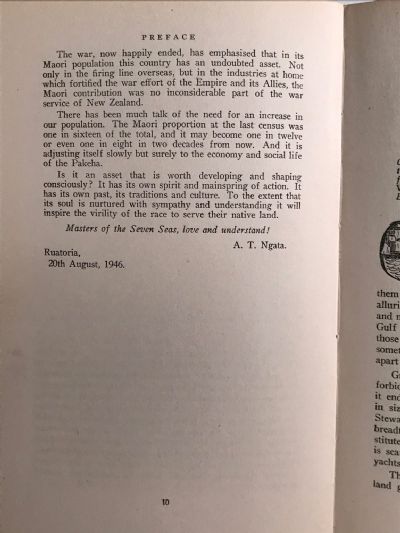 PREFACE
The war, now happily ended, has emphasised that in its
Maori population this country has an undoubted asset. Not
only in the firing line overseas, but in the industries at home
which fortified the war effort of the Empire and its Allies, the
Maori contribution was no inconsiderable part of the war
service of New Zealand.
There has been much talk of the need for an increase in
our population. The Maori proportion at the last census was
one in sixteen of the total, and it may become one in twelve
or even one in eight in two decades from now. And it is
adjusting itself slowly but surely to the economy and social life
of the Pakeha.
Is it an asset that is worth developing and shaping
consciously? It has its own spirit and mainspring of action. It
has its own past, its traditions and culture. To the extent that
its soul is nurtured with sympathy and understanding it will
inspire the virility of the race to serve their native land.
Masters of the Seven Seas, love and understand!
A. T. Ngata.
Ruatoria,
20th August, 1946.
10
them
alluri
and n
Gulf
those
somet
apart
G
forbid
it end
in siz
Stewa
breadt
stitute
is sea
yachts
Th
land g